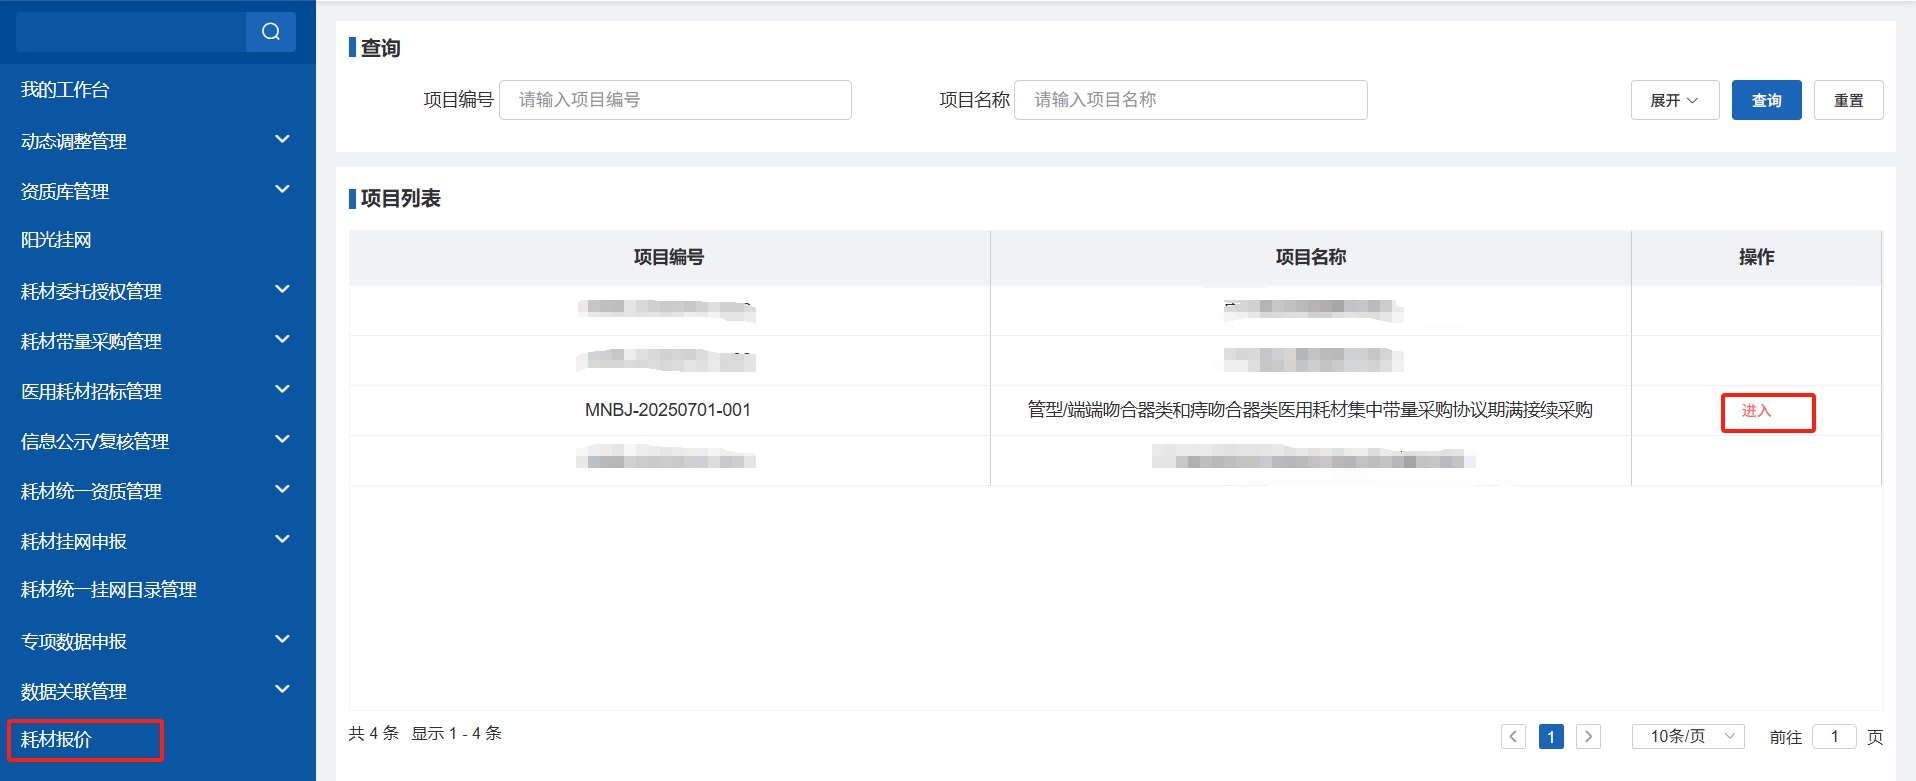 我的工作台
动态调整管理
资质库管理
阳光挂网
耗材委托授权管理
耗材带量采购管理
医用耗材招标管理
信息公示/复核管理
耗材统一资质管理
耗材挂网申报
耗材统一挂网目录管理
专项数据申报
数据关联管理
耗材报价
查询
项目编号 请输入项目编号 项目名称 请输入项目名称 展开 查询 重置
项目列表
项目编号 项目名称 操作
MNBJ-20250701-001 管型/端端吻合器类和痔吻合器类医用耗材集中带量采购协议期满接续采购 进入
共 4 条 显示 1 - 4 条 1 10条/页 前往 1 页